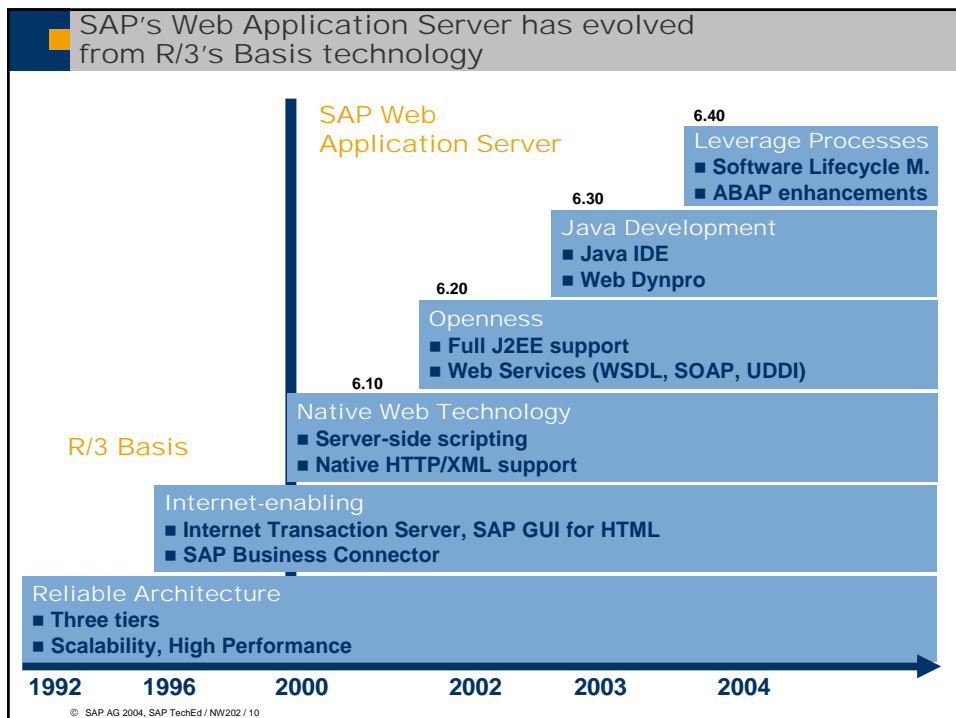 SAP's Web Application Server has evolved
from R/3's Basis technology
SAP Web
Application Server
R/3 Basis
6.40
Leverage Processes
■ Software Lifecycle M.
■ ABAP enhancements
6.30
Java Development
■ Java IDE
■ Web Dynpro
6.20
Openness
■ Full J2EE support
■ Web Services (WSDL, SOAP, UDDI)
6.10
Native Web Technology
■ Server-side scripting
■ Native HTTP/XML support
Internet-enabling
■ Internet Transaction Server, SAP GUI for HTML
■ SAP Business Connector
Reliable Architecture
■ Three tiers
■ Scalability, High Performance
1992 1996 2000 2002 2003 2004
© SAP AG 2004, SAP TechEd / NW202 / 10